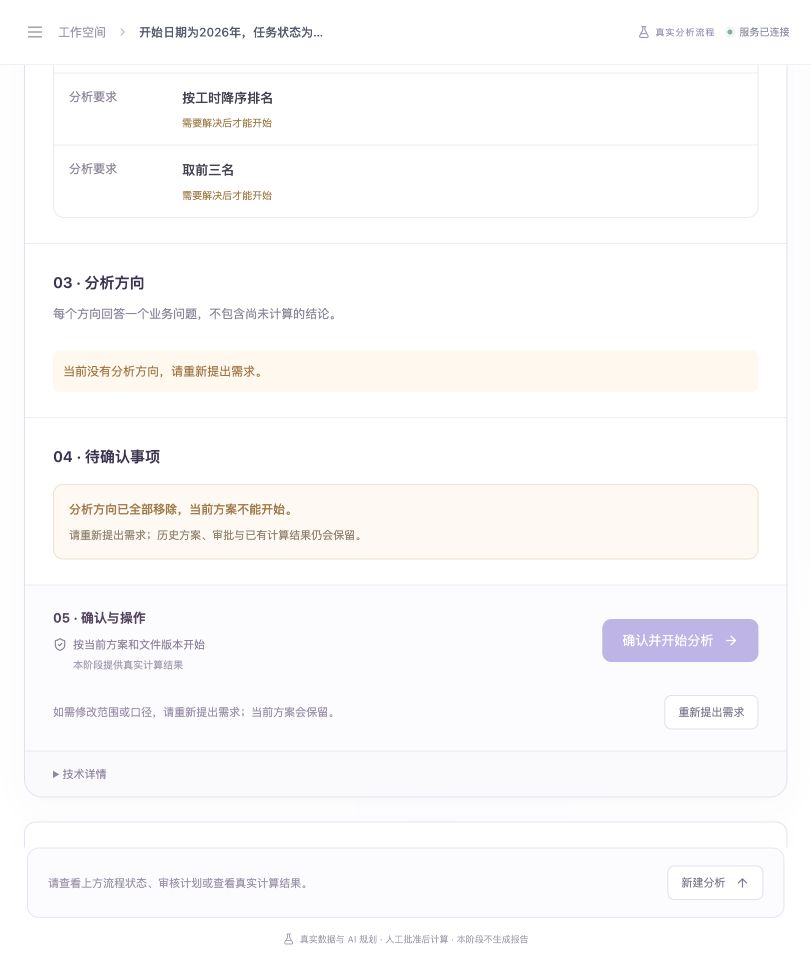 工作空间
开始日期为2026年，任务状态为...
真实分析流程
服务已连接
分析要求
按工时降序排名
需要解决后才能开始
分析要求
取前三名
需要解决后才能开始
03 · 分析方向
每个方向回答一个业务问题，不包含尚未计算的结论。
当前没有分析方向，请重新提出需求。
04 · 待确认事项
分析方向已全部移除，当前方案不能开始。
请重新提出需求；历史方案、审批与已有计算结果仍会保留。
05 · 确认与操作
按当前方案和文件版本开始
本阶段提供真实计算结果
确认并开始分析
如需修改范围或口径，请重新提出需求；当前方案会保留。
重新提出需求
技术详情
请查看上方流程状态、审核计划或查看真实计算结果。
新建分析
真实数据与 AI 规划 · 人工批准后计算 · 本阶段不生成报告